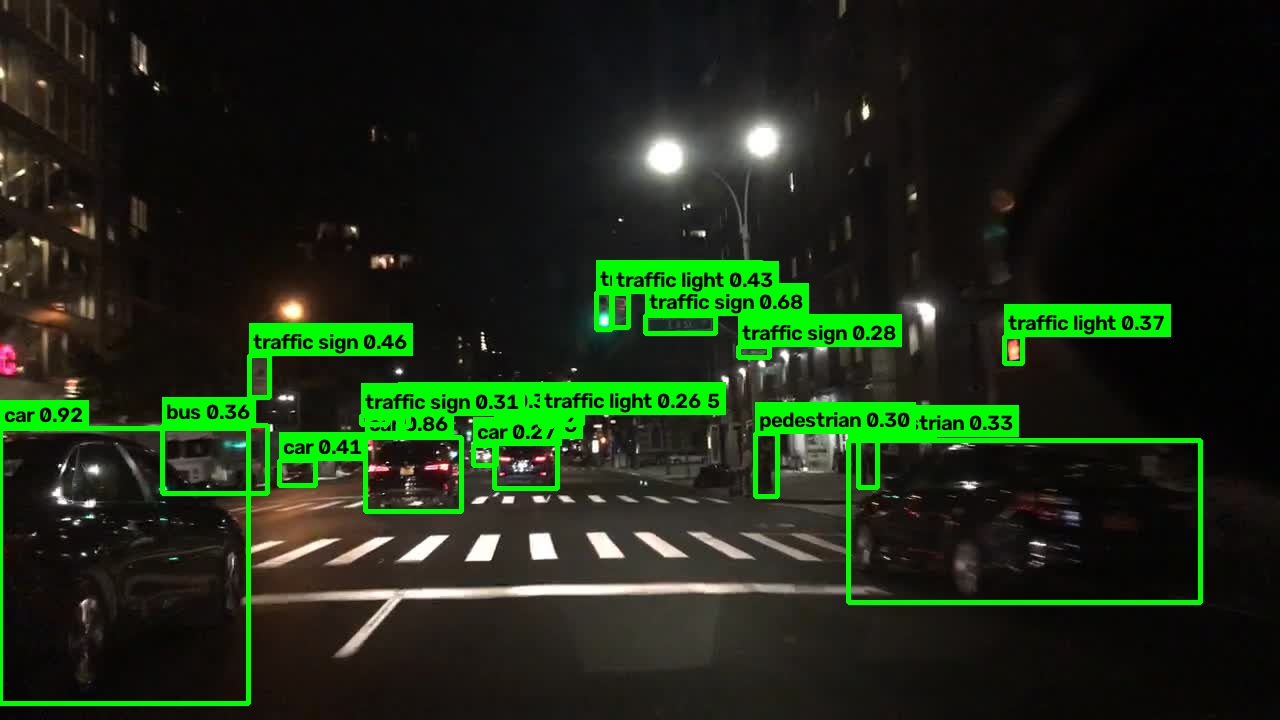 traffic light 0.43
traffic sign 0.68
traffic light 0.37
traffic sign 0.28
traffic sign 0.46
traffic sign 0.31
traffic light 0.26
car 0.92
bus 0.36
car 0.86
car 0.27
pedestrian 0.30
strian 0.33
car 0.41